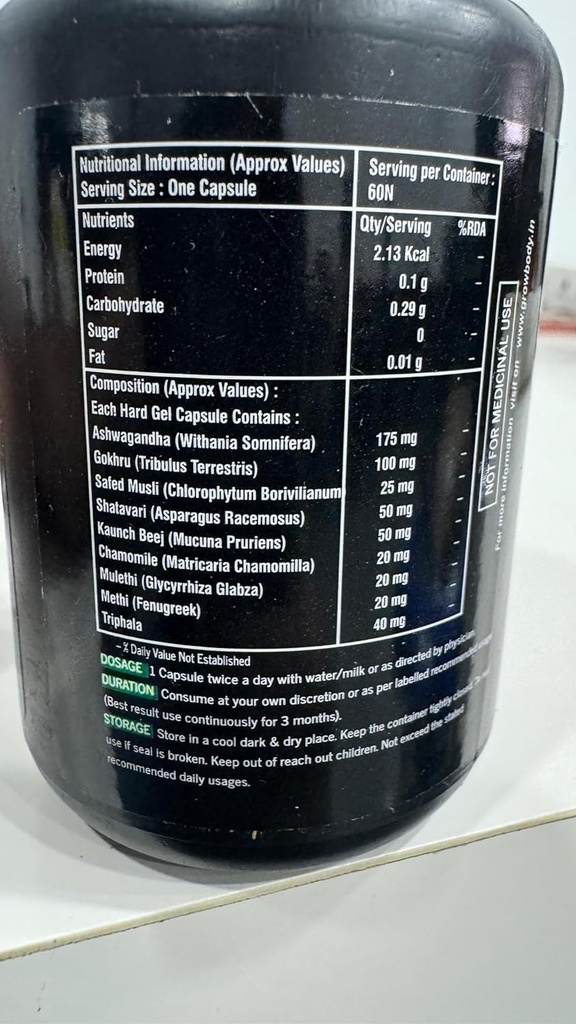 Nutritional Information (Approx Values) Serving per Container:
Serving Size : One Capsule 60N
Nutrients Qty/Serving %RDA
Energy 2.13 Kcal -
Protein 0.1 g -
Carbohydrate 0.29 g -
Sugar 0 -
Fat 0.01 g -
Composition (Approx Values) :
Each Hard Gel Capsule Contains :
Ashwagandha (Withania Somnifera) 175 mg -
Gokhru (Tribulus Terrestris) 100 mg -
Safed Musli (Chlorophytum Borivilianum 25 mg -
Shatavari (Asparagus Racemosus) 50 mg -
Kaunch Beej (Mucuna Pruriens) 50 mg -
Chamomile (Matricaria Chamomilla) 20 mg -
Mulethi (Glycyrrhiza Glabza) 20 mg -
Methi (Fenugreek) 20 mg -
Triphala 40 mg -
-% Daily Value Not Established
DOSAGE 1 Capsule twice a day with water/milk or as directed by physician
DURATION Consume at your own discretion or as per labelled recommended
(Best result use continuously for 3 months).
STORAGE Store in a cool dark & dry place. Keep the container tightly closed.
use if seal is broken. Keep out of reach out children. Not exceed the stated
recommended daily usages.
NOT FOR MEDICINAL USE
For more information visit on www.growbody.in